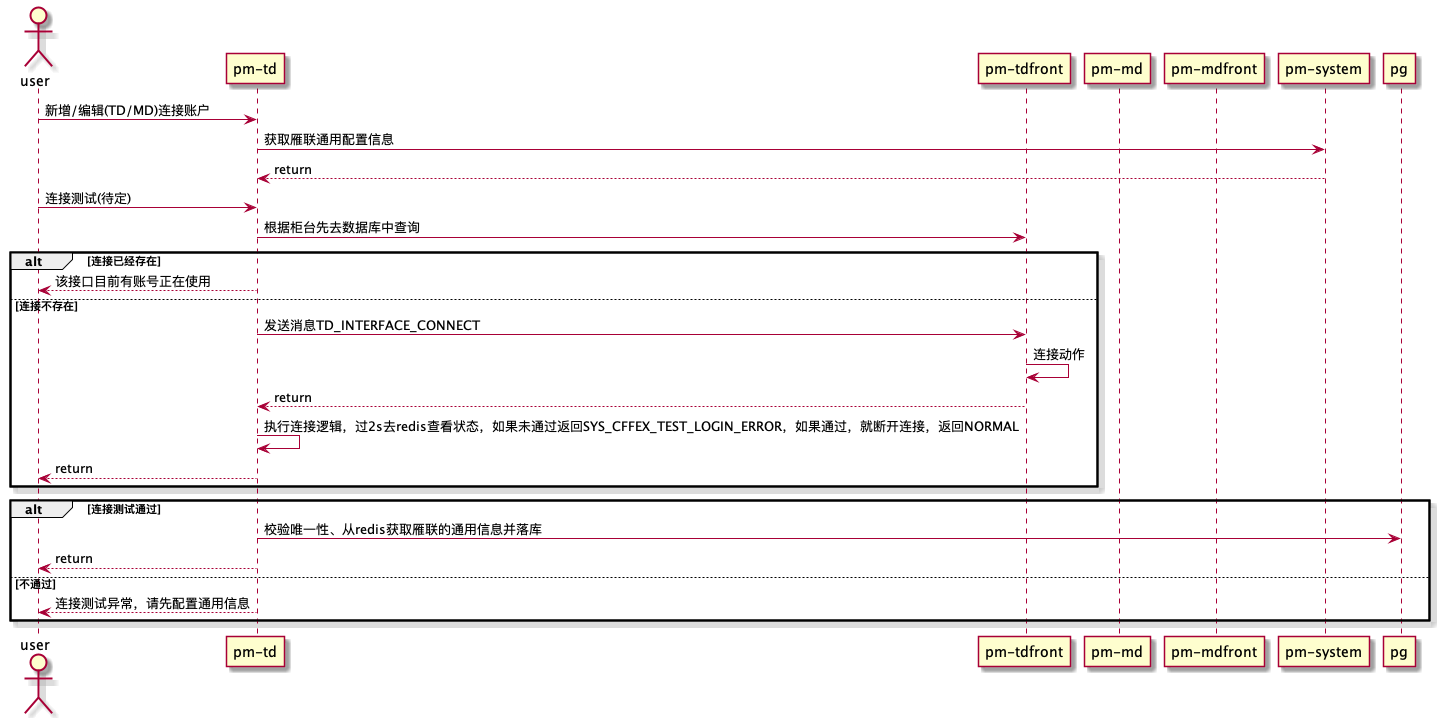 user
pm-td
pm-tdfront
pm-md
pm-mdfront
pm-system
pg
新增/编辑(TD/MD)连接账户
获取雁联通用配置信息
return
连接测试(待定)
根据柜台先去数据库中查询
alt [连接已经存在]
该接口目前有账号正在使用
[连接不存在]
发送消息TD_INTERFACE_CONNECT
连接动作
return
执行连接逻辑，过2s去redis查看状态，如果未通过返回SYS_CFFEX_TEST_LOGIN_ERROR，如果通过，就断开连接，返回NORMAL
return
alt [连接测试通过]
校验唯一性、从redis获取雁联的通用信息并落库
return
[不通过]
连接测试异常，请先配置通用信息
user
pm-td
pm-tdfront
pm-md
pm-mdfront
pm-system
pg